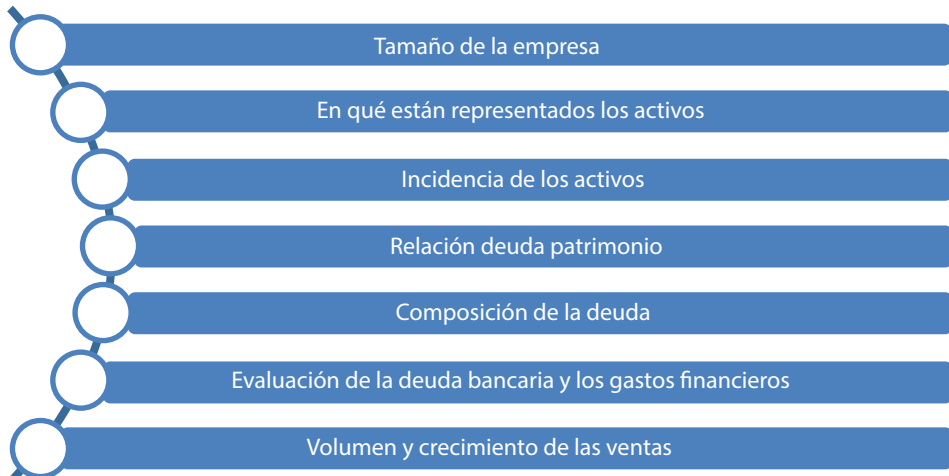 Tamaño de la empresa
En qué están representados los activos
Incidencia de los activos
Relación deuda patrimonio
Composición de la deuda
Evaluación de la deuda bancaria y los gastos financieros
Volumen y crecimiento de las ventas